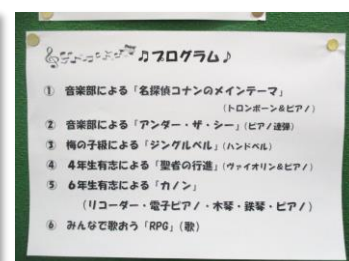 ♫プログラム♪
① 音楽部による「名探偵コナンのメインテーマ」
(トロンボーン&ピアノ)
② 音楽部による「アンダー・ザ・シー」(ピアノ連弾)
③ 梅の子級による「ジングルベル」(ハンドベル)
④ 4年生有志による「聖者の行進」(ヴァイオリン&ピアノ)
⑤ 6年生有志による「カノン」
(リコーダー・電子ピアノ・木琴・鉄琴・ピアノ)
⑥ みんなで歌おう「RPG」(歌)